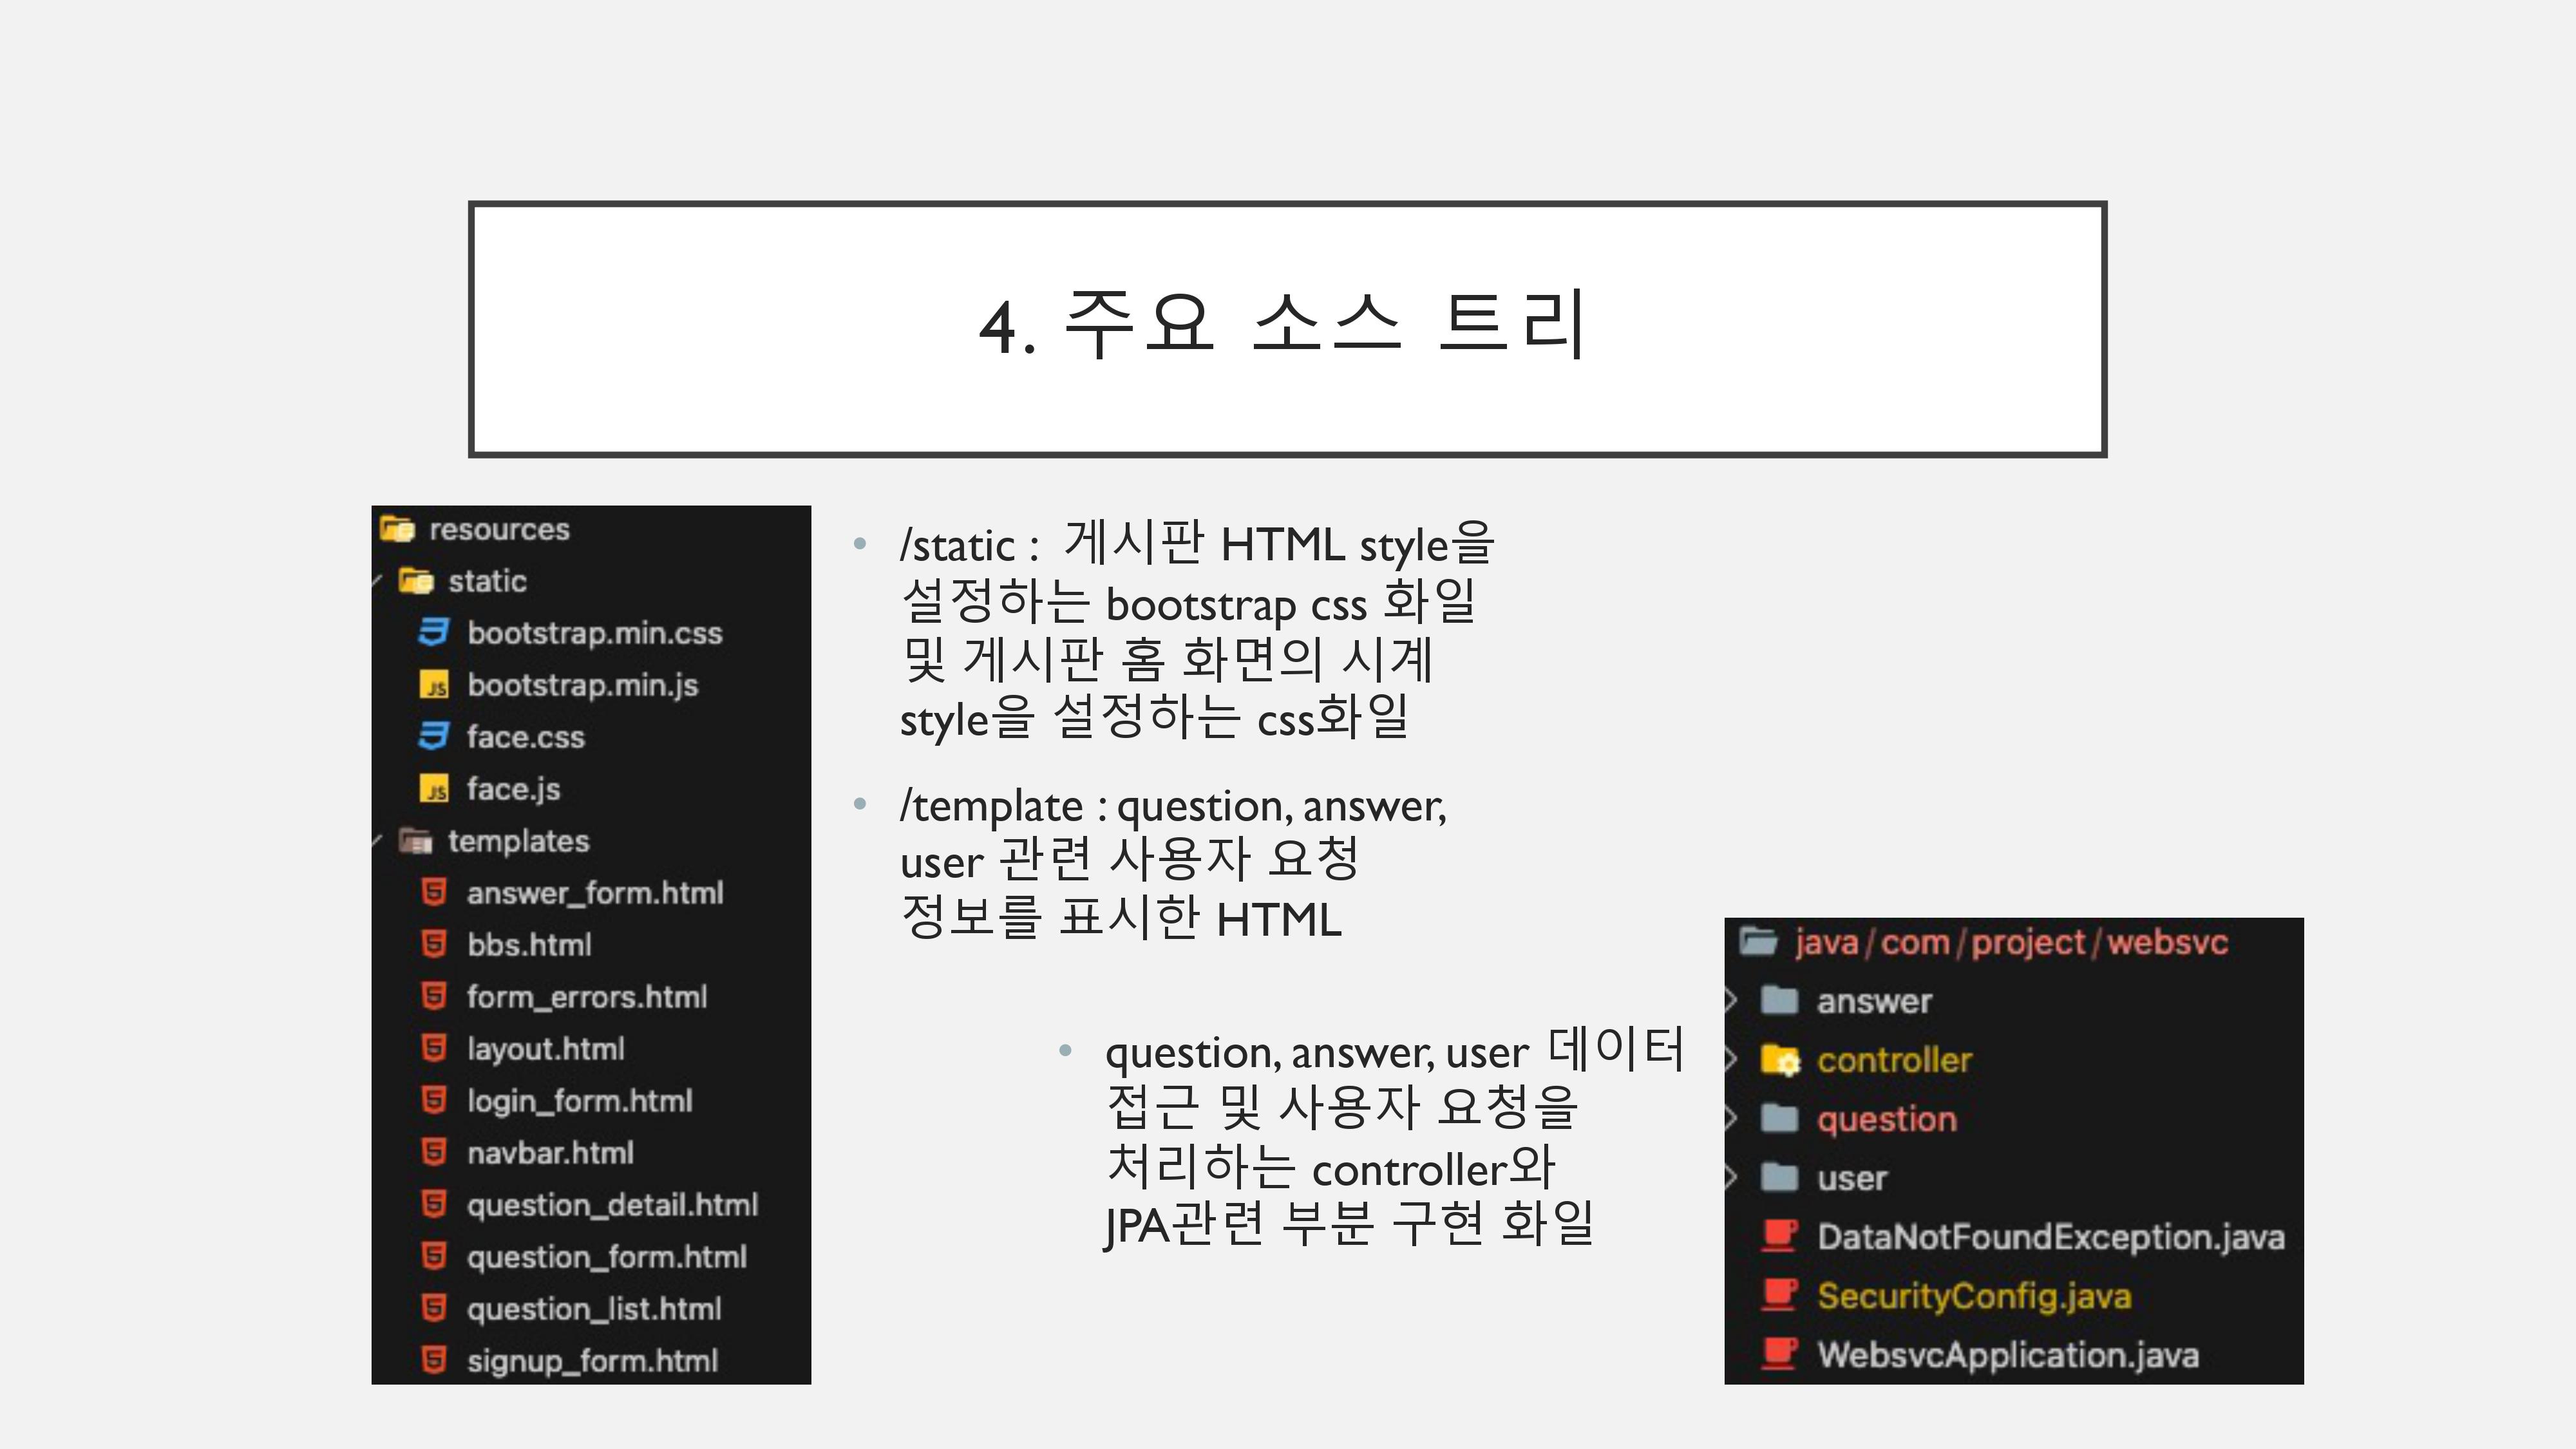 4. 주요 소스 트리
resources
static
bootstrap.min.css
bootstrap.min.js
face.css
face.js
templates
answer_form.html
bbs.html
form_errors.html
layout.html
login_form.html
navbar.html
question_detail.html
question_form.html
question_list.html
signup_form.html
• /static : 게시판 HTML style을
설정하는 bootstrap css 화일
및 게시판 홈 화면의 시계
style을 설정하는 css화일
• /template : question, answer,
user 관련 사용자 요청
정보를 표시한 HTML
• question, answer, user 데이터
접근 및 사용자 요청을
처리하는 controller와
JPA관련 부분 구현 화일
java/com/project/websvc
answer
controller
question
user
DataNotFoundException.java
SecurityConfig.java
WebsvcApplication.java